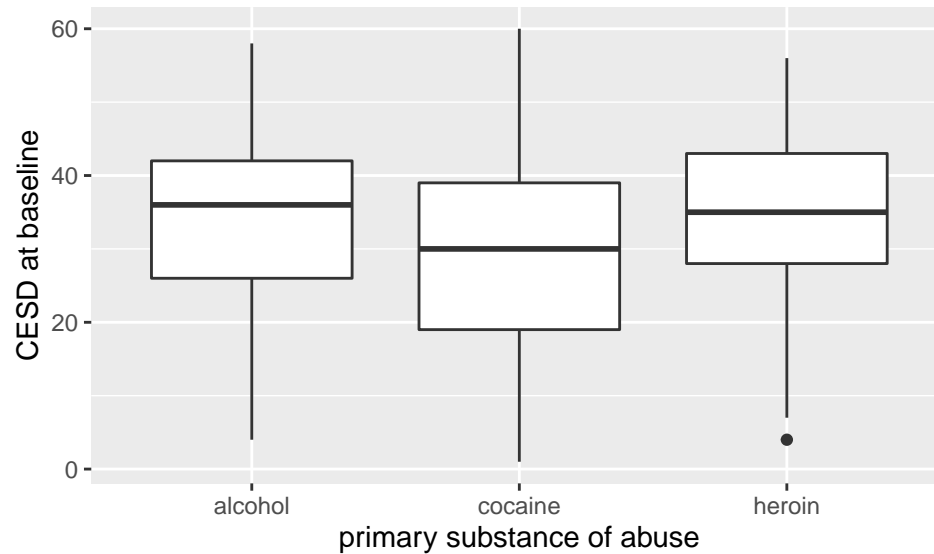 60
40
20
0
CESD at baseline
alcohol
cocaine
heroin
primary substance of abuse